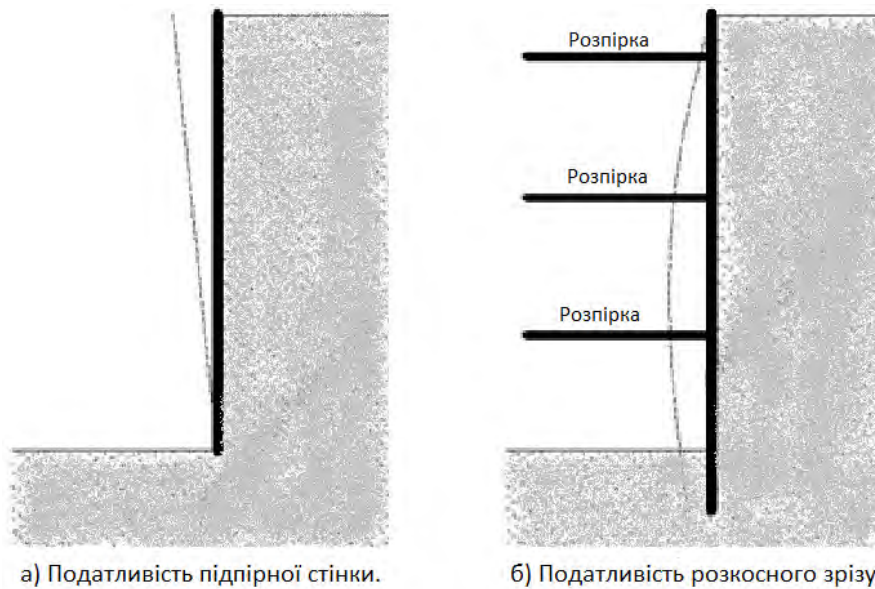 Розпірка
Розпірка
Розпірка
а) Податливість підпірної стінки.
б) Податливість розкосного зрізу